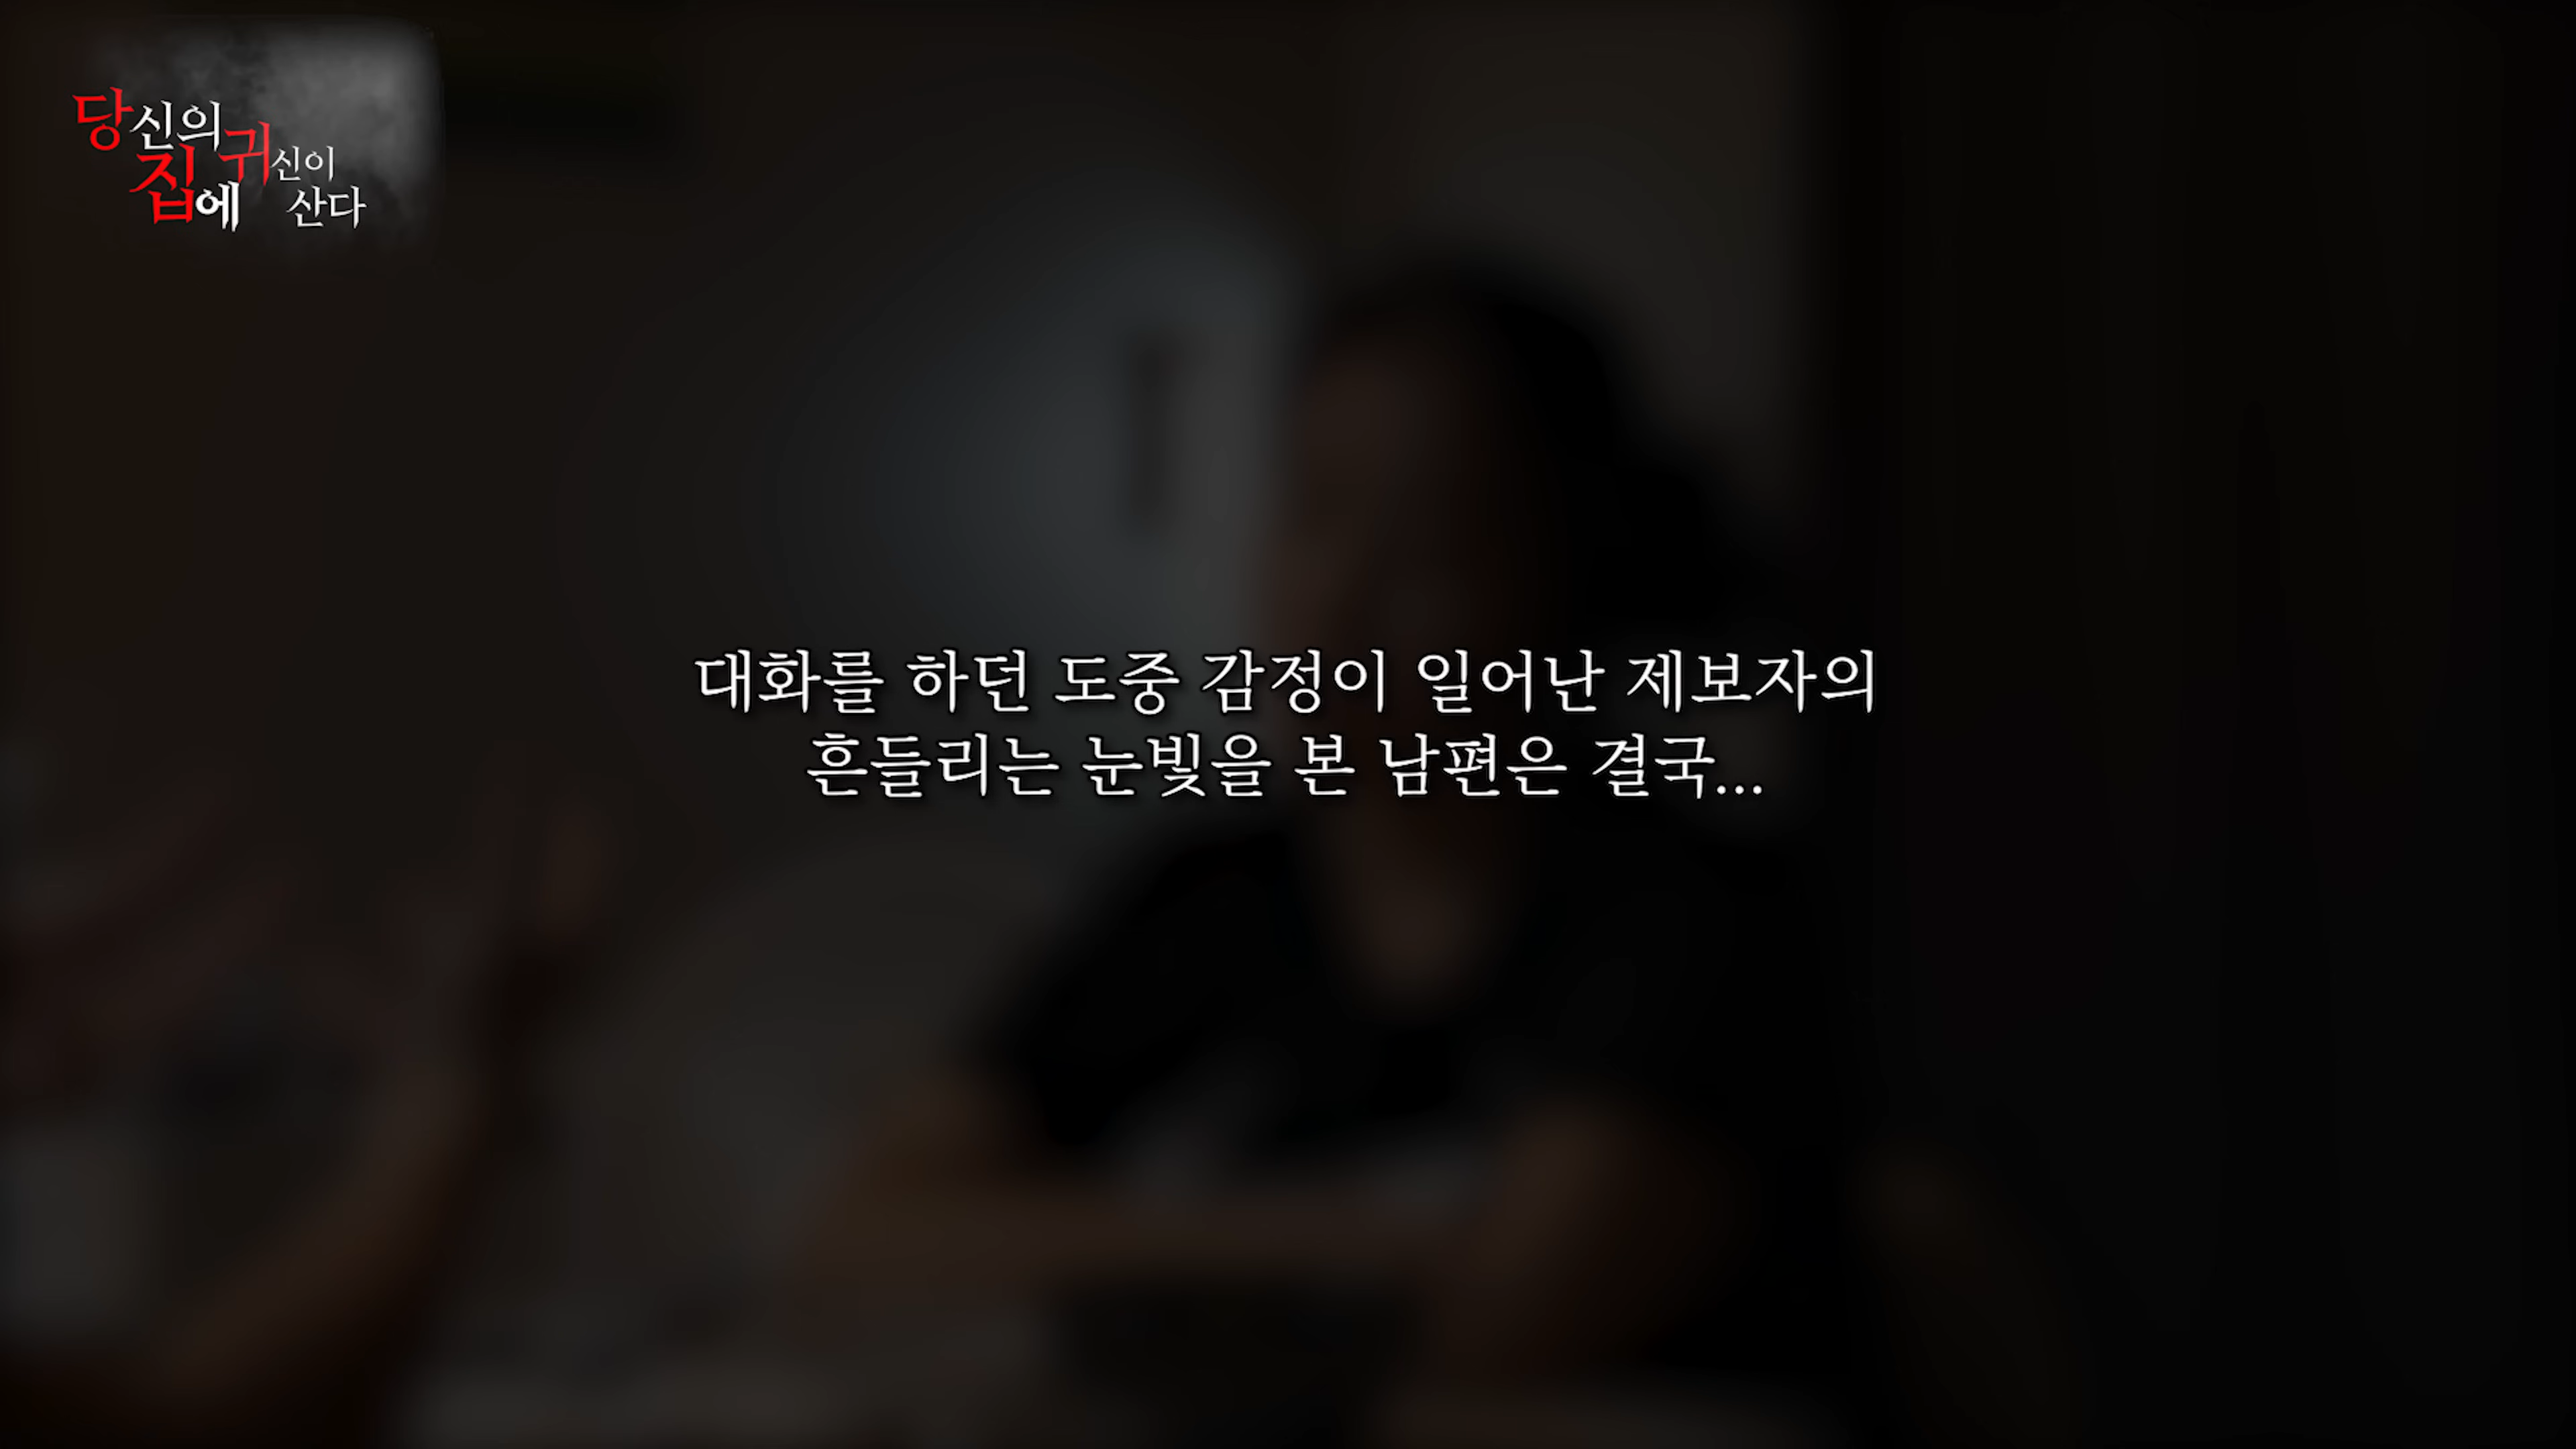 당신의
집에 귀신이
산다
대화를 하던 도중 감정이 일어난 제보자의
흔들리는 눈빛을 본 남편은 결국...